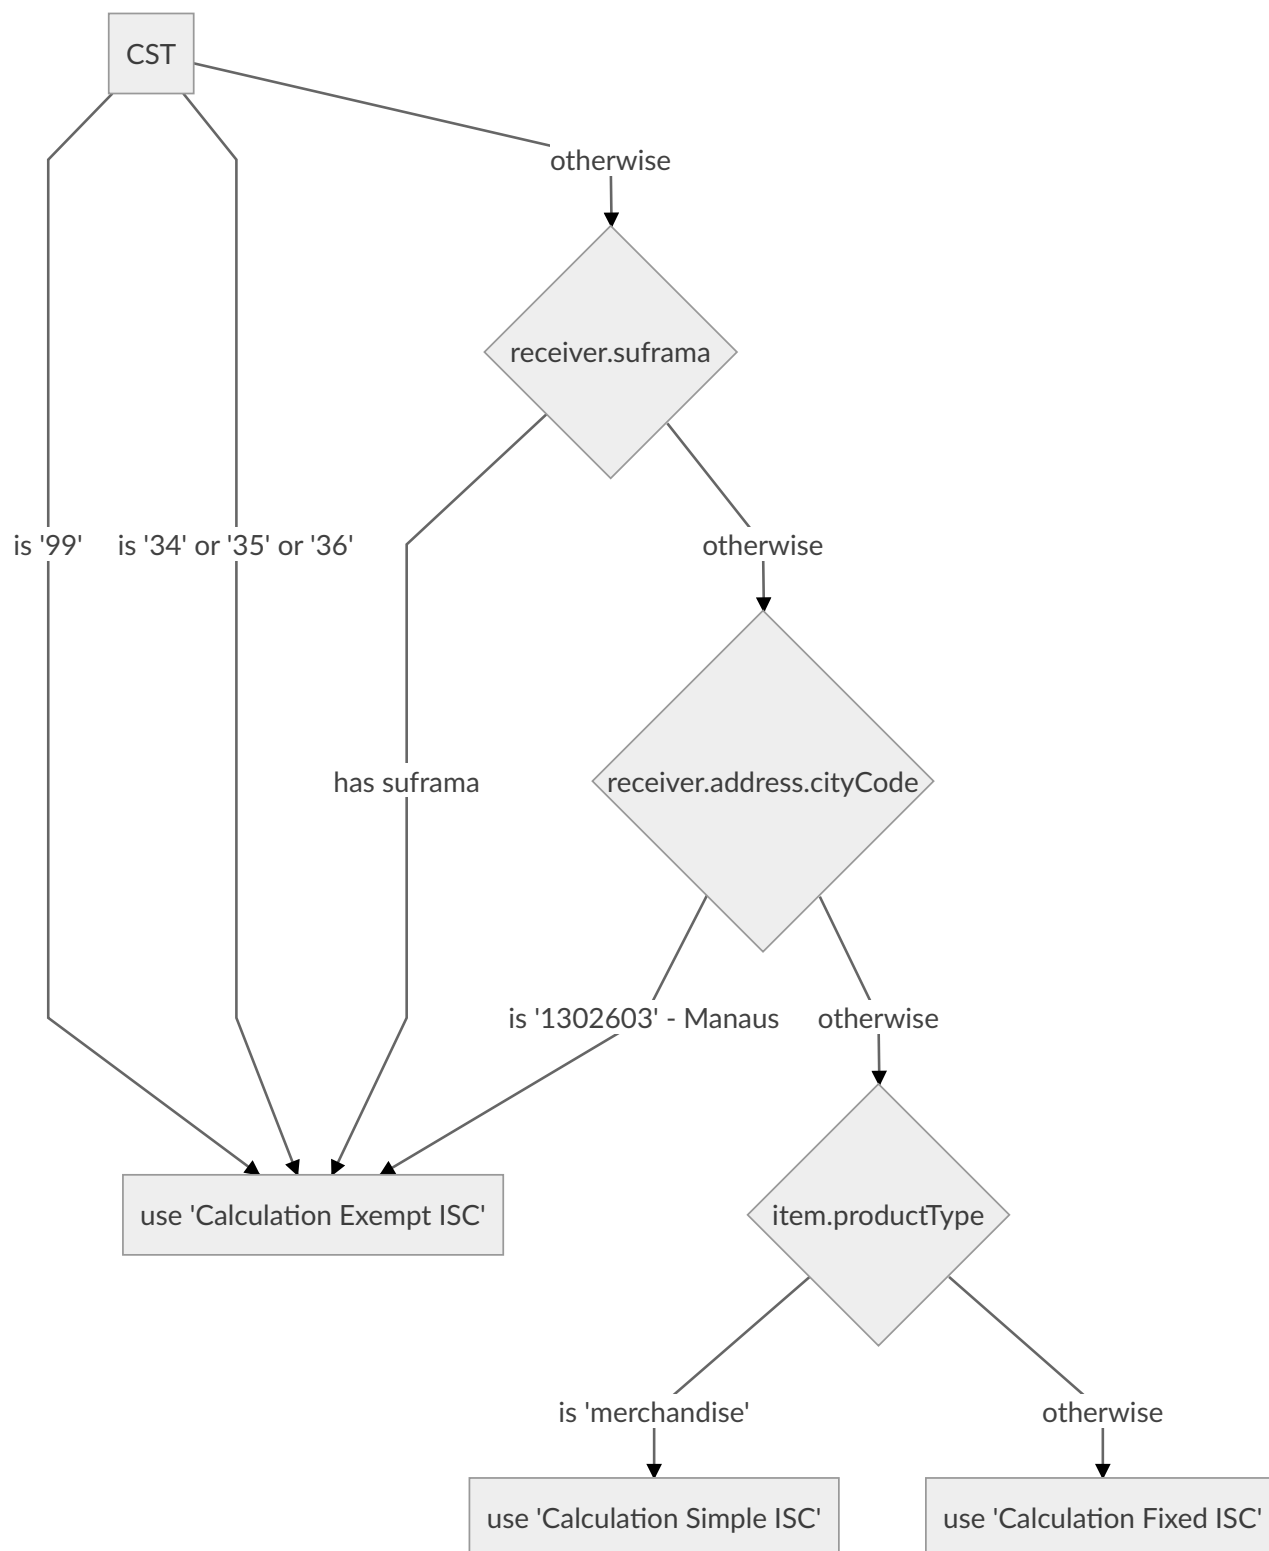 CST
otherwise
receiver.suframa
is '99'
is '34' or '35' or '36'
otherwise
has suframa
receiver.address.cityCode
is '1302603' - Manaus
otherwise
use 'Calculation Exempt ISC'
item.productType
is 'merchandise'
otherwise
use 'Calculation Simple ISC'
use 'Calculation Fixed ISC'